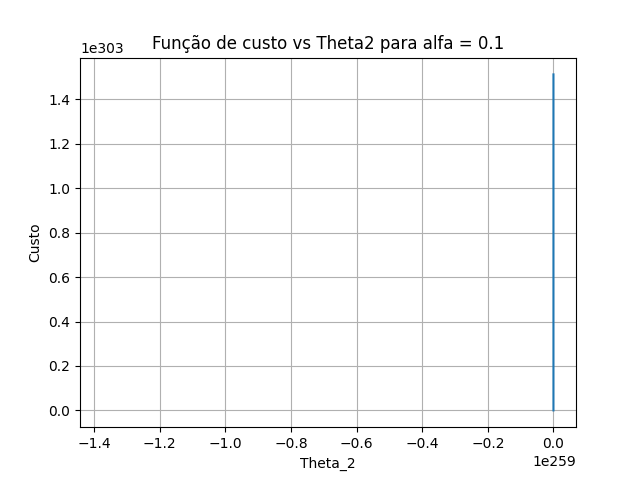 Função de custo vs Theta2 para alfa = 0.1
1e303
1.4
1.2
1.0
0.8
0.6
0.4
0.2
0.0
Custo
−1.4 −1.2 −1.0 −0.8 −0.6 −0.4 −0.2 0.0
1e259
Theta_2